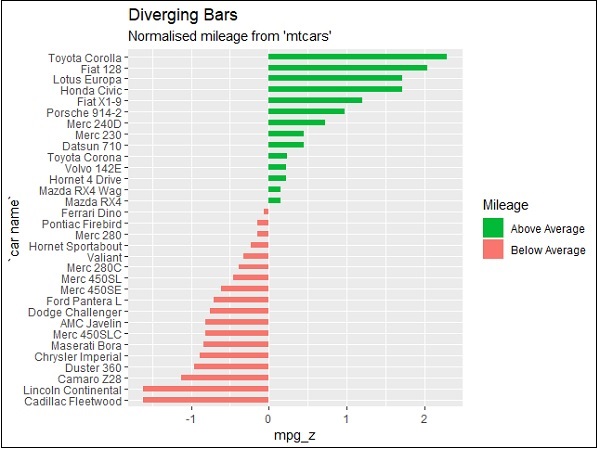 Diverging Bars
Normalised mileage from 'mtcars'
Toyota Corolla
Fiat 128
Lotus Europa
Honda Civic
Fiat X1-9
Porsche 914-2
Merc 240D
Merc 230
Datsun 710
Toyota Corona
Volvo 142E
Hornet 4 Drive
Mazda RX4 Wag
Mazda RX4
Ferrari Dino
Pontiac Firebird
Merc 280
Hornet Sportabout
Valiant
Merc 280C
Merc 450SL
Merc 450SE
Ford Pantera L
Dodge Challenger
AMC Javelin
Merc 450SLC
Maserati Bora
Chrysler Imperial
Duster 360
Camaro Z28
Lincoln Continental
Cadillac Fleetwood
`car name`
-1 0 1 2
mpg_z
Mileage
Above Average
Below Average